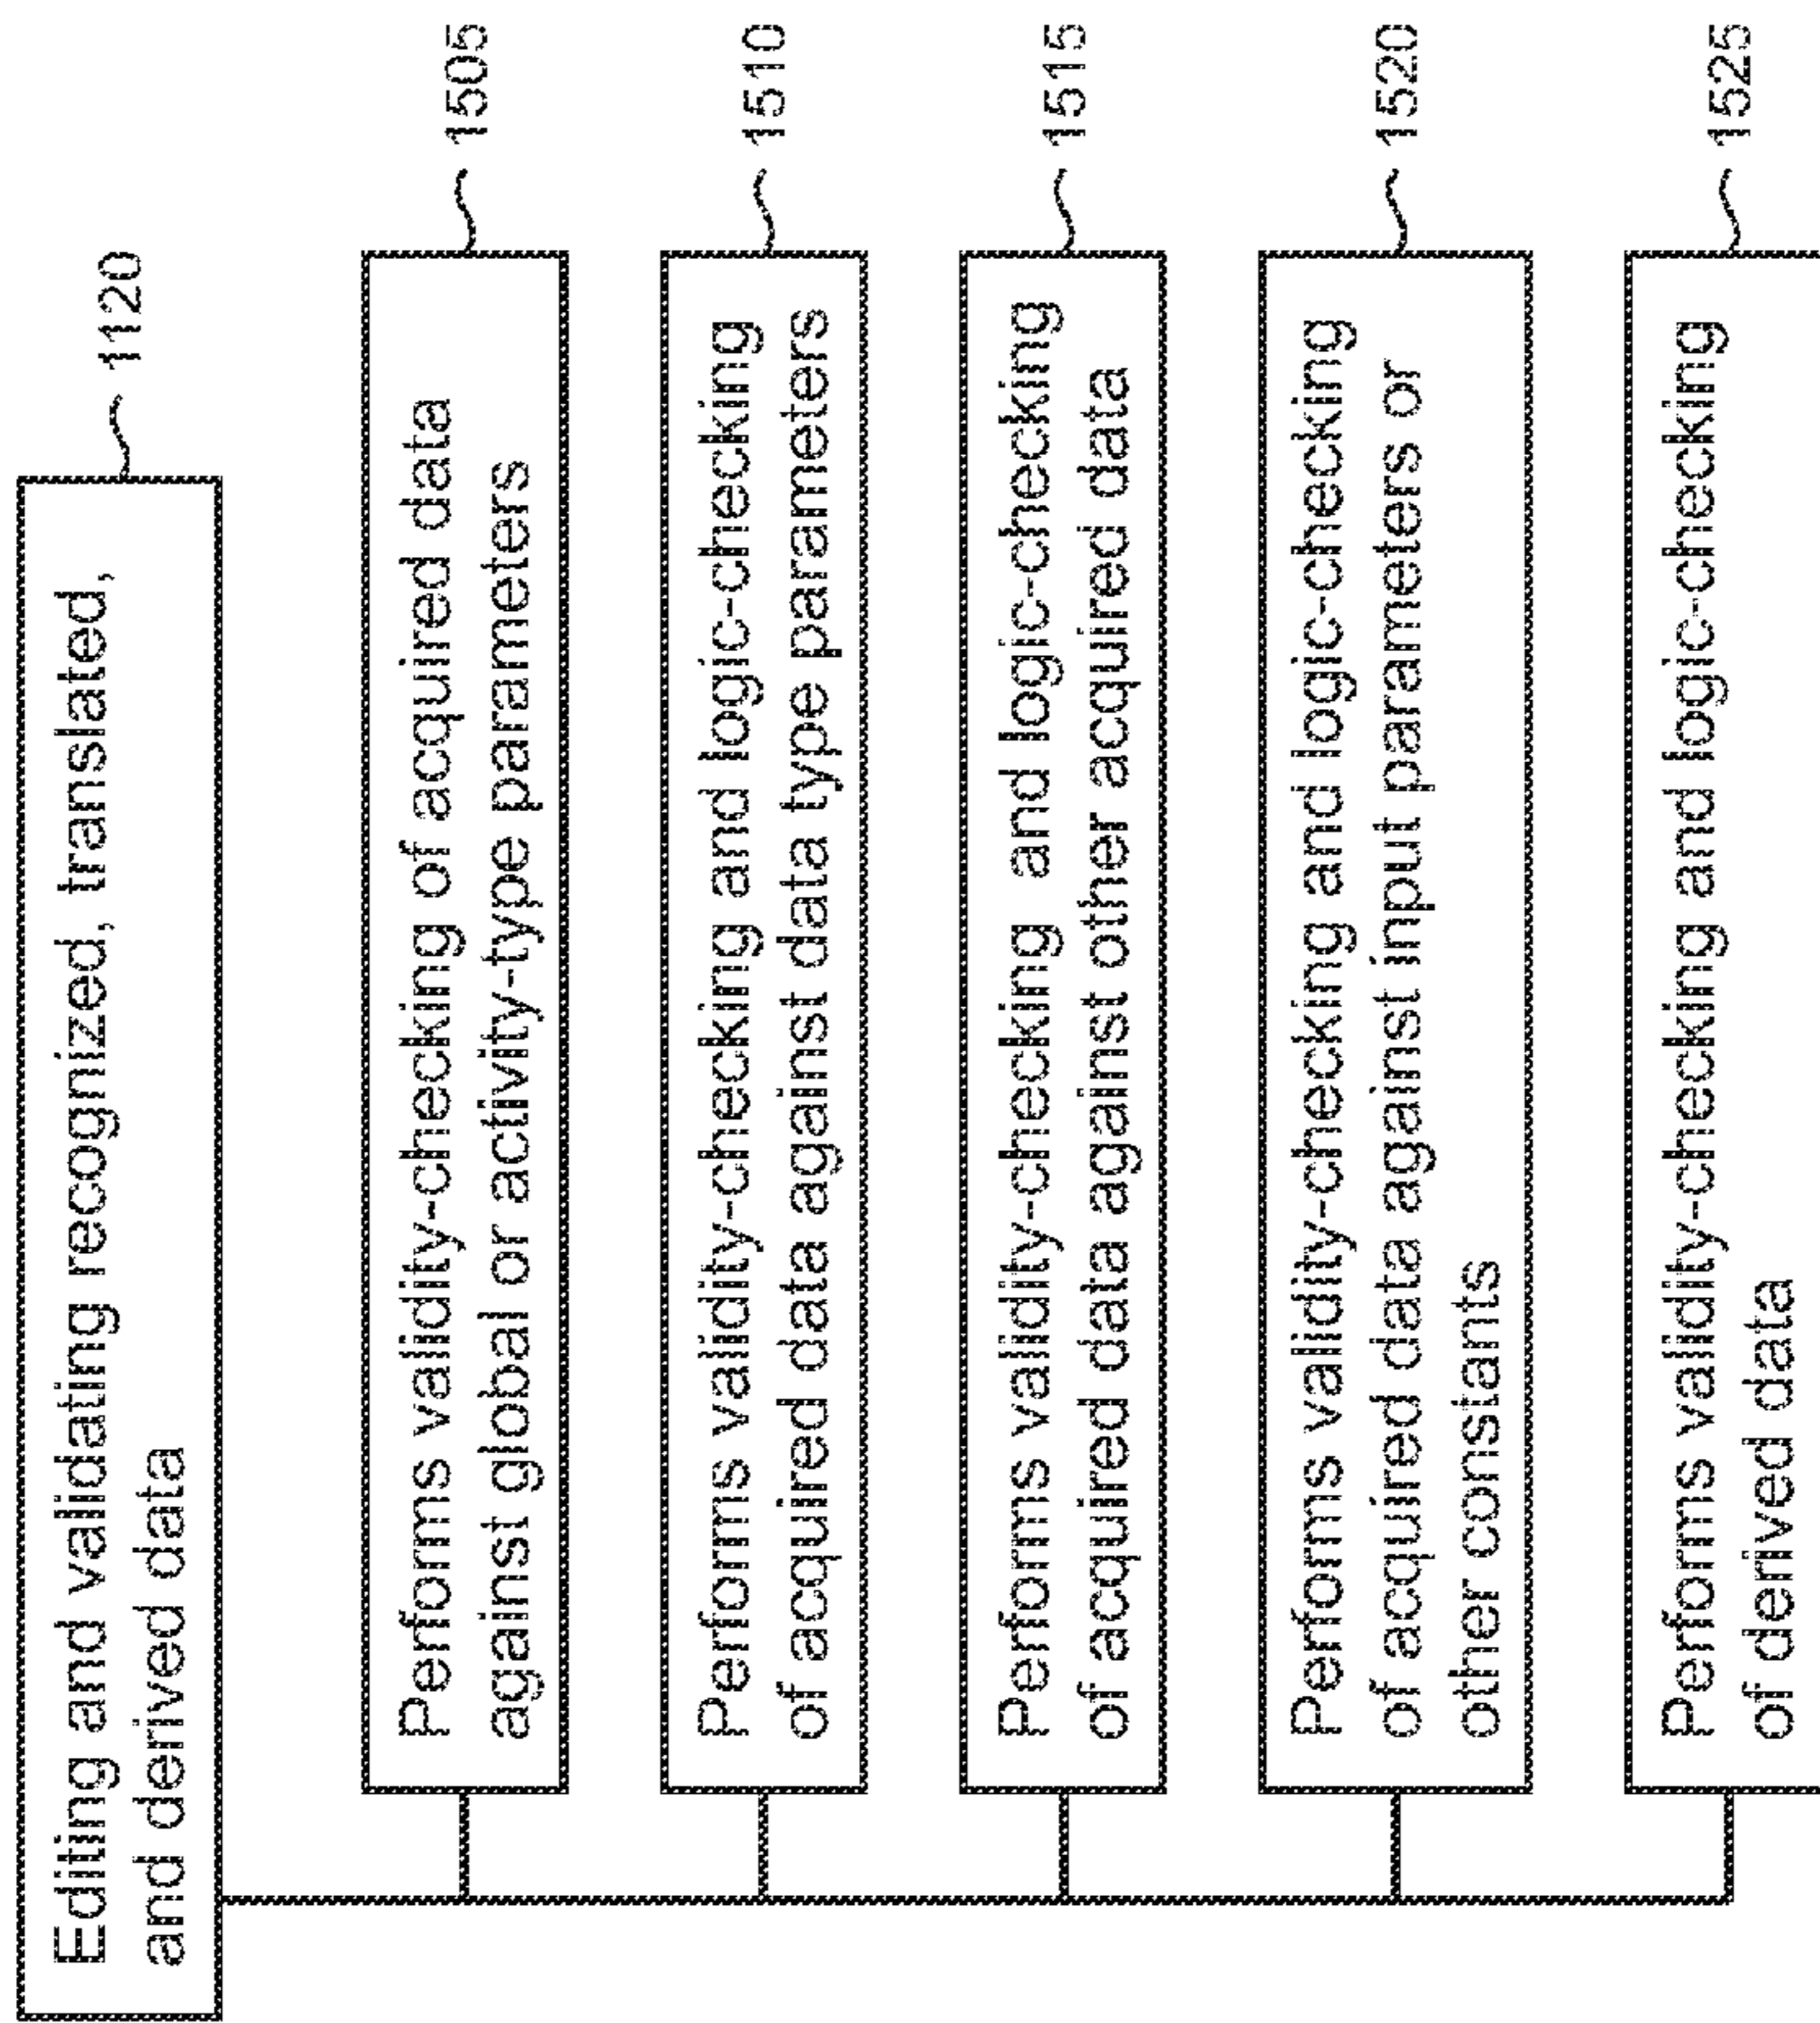 Editing and validating recognized, translated,
and derived data
1120
Performs validity-checking of acquired data
against global or activity-type parameters
1505
Performs validity-checking and logic-checking
of acquired data against data type parameters
1510
Performs validity-checking and logic-checking
of acquired data against other acquired data
1515
Performs validity-checking and logic-checking
of acquired data against input parameters or
other constants
1520
Performs validity-checking and logic-checking
of derived data
1525